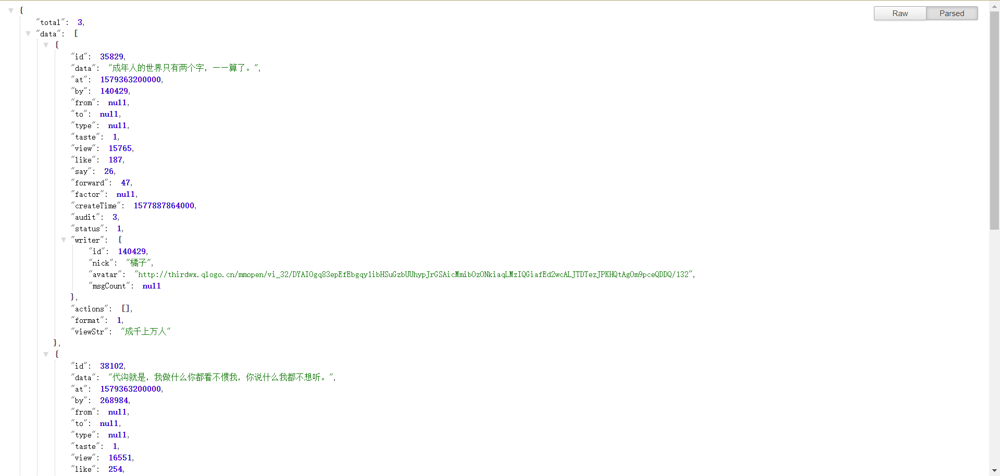 {
Raw
Parsed
"total": 3,
"data": [
{
"id": 35829,
"data": "成年人的世界只有两个字，——算了。",
"at": 1579363200000,
"by": 140429,
"from": null,
"to": null,
"type": null,
"taste": 1,
"view": 15765,
"like": 187,
"say": 26,
"forward": 47,
"factor": null,
"createTime": 1577887864000,
"audit": 3,
"status": 1,
"writer": {
"id": 140429,
"nick": "橘子",
"avatar": "http://thirdwx.qlogo.cn/mmopen/vi_32/DYAIOgq83epEfEbgqylibHSuGzbUUhypJrGSAicMmibOzONkiaqLMzIQGiafEd2wcALJTDTezJPKHQtAgOm9pceQDDQ/132",
"msgCount": null
},
"actions": [],
"format": 1,
"viewStr": "成千上万人"
},
{
"id": 38102,
"data": "代沟就是，我做什么你都看不惯我，你说什么我都不想听。",
"at": 1579363200000,
"by": 268984,
"from": null,
"to": null,
"type": null,
"taste": 1,
"view": 16551,
"like": 254,